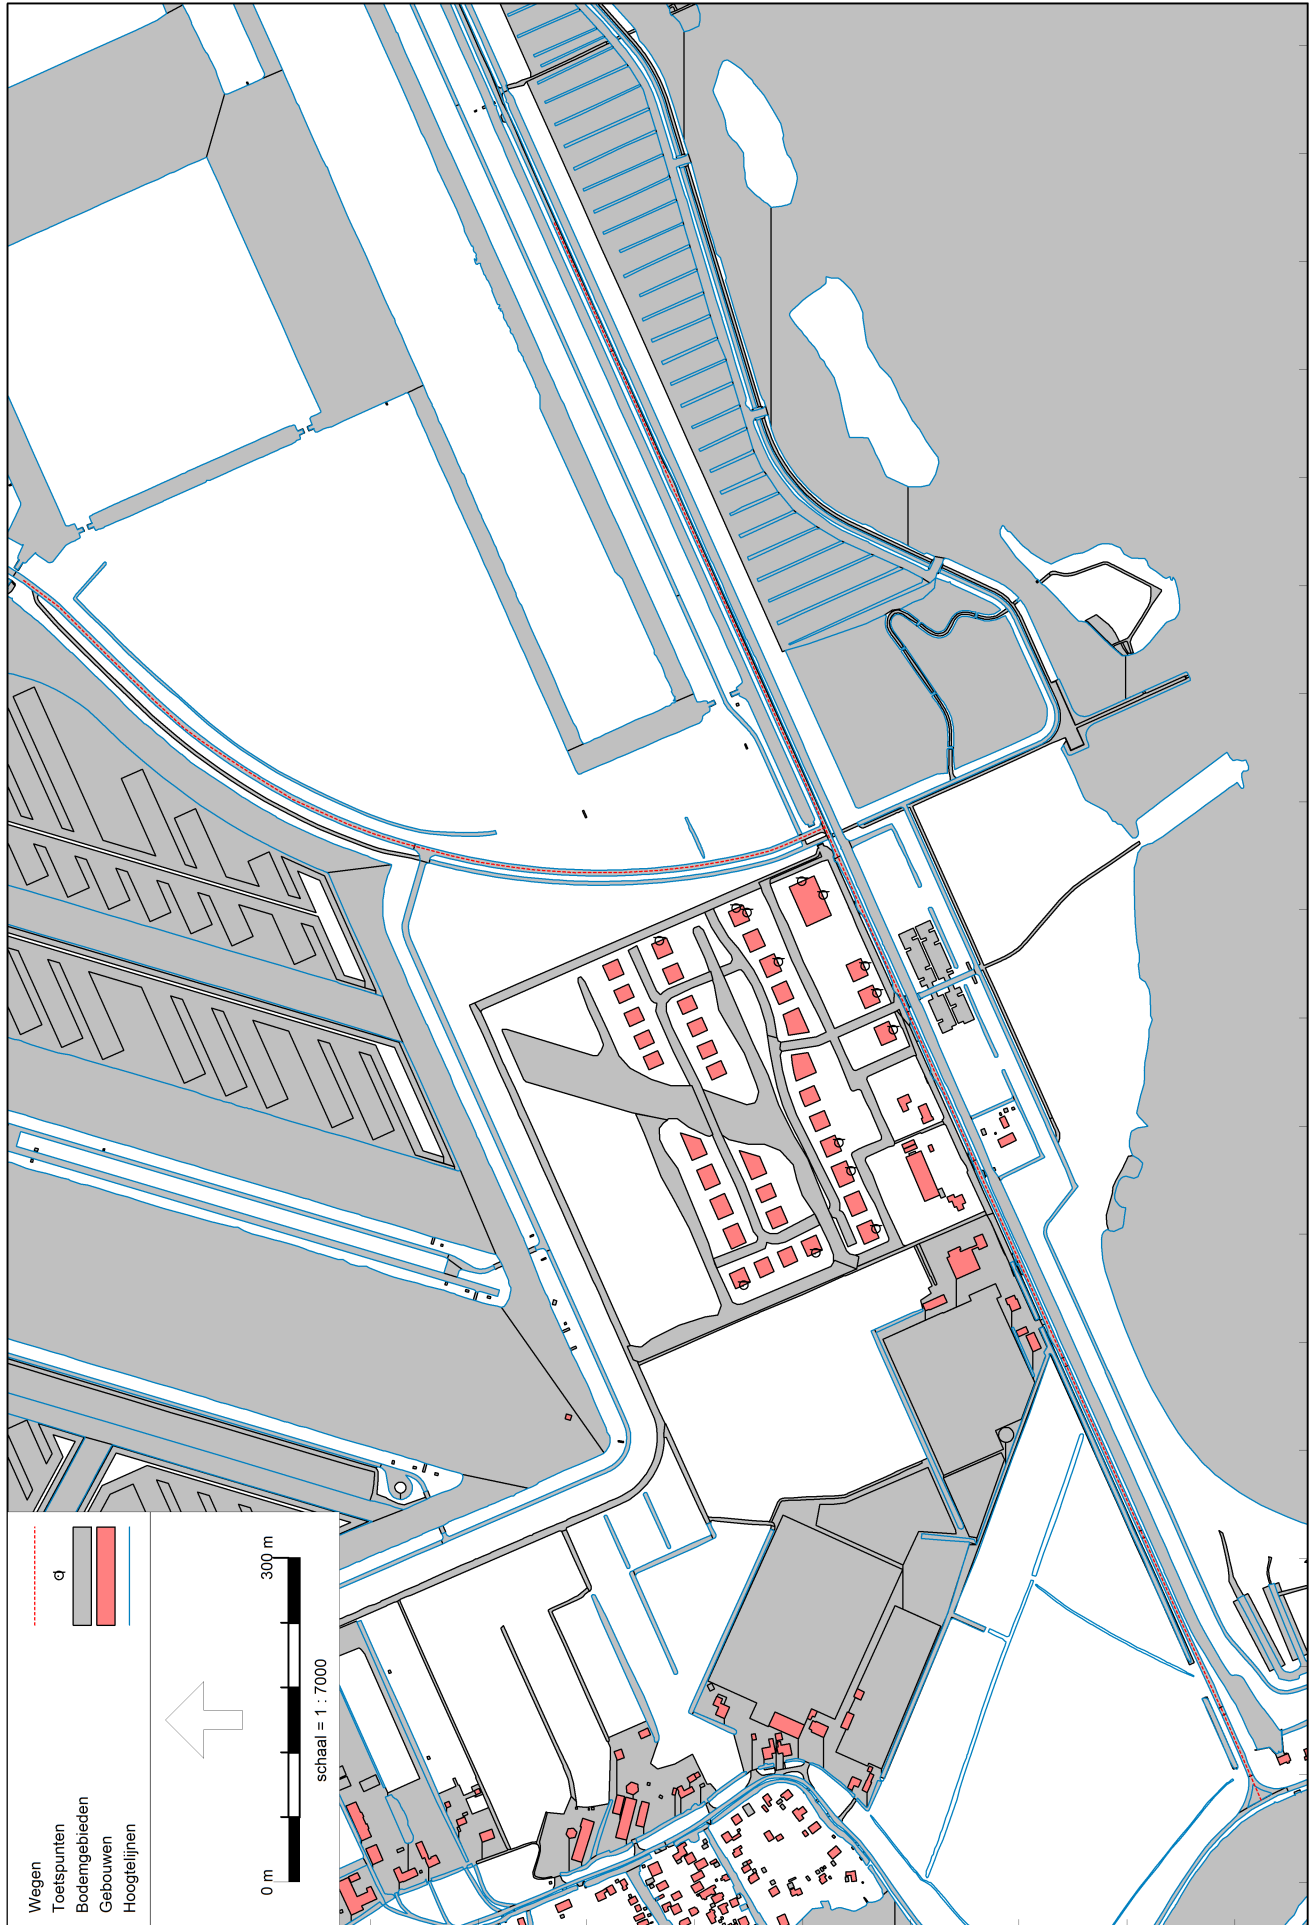 Wegen
Toetspunten
Bodemgebieden
Gebouwen
Hoogtelijnen
0 m
300 m
schaal = 1 : 7000